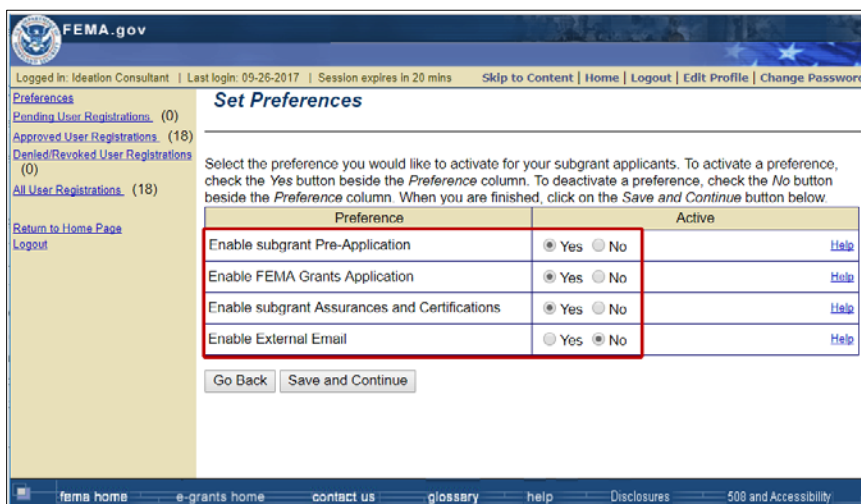 FEMA.gov
Logged in: Ideation Consultant | Last login: 09-26-2017 | Session expires in 20 mins Skip to Content | Home | Logout | Edit Profile | Change Password
Preferences
Pending User Registrations (0)
Approved User Registrations (18)
Denied/Revoked User Registrations
(0)
All User Registrations (18)
Return to Home Page
Logout
Set Preferences
Select the preference you would like to activate for your subgrant applicants. To activate a preference,
check the Yes button beside the Preference column. To deactivate a preference, check the No button
beside the Preference column. When you are finished, click on the Save and Continue button below.
Preference Active
Enable subgrant Pre-Application Yes No Help
Enable FEMA Grants Application Yes No Help
Enable subgrant Assurances and Certifications Yes No Help
Enable External Email Yes No Help
Go Back Save and Continue
fema home e-grants home contact us glossary help Disclosures 508 and Accessibility